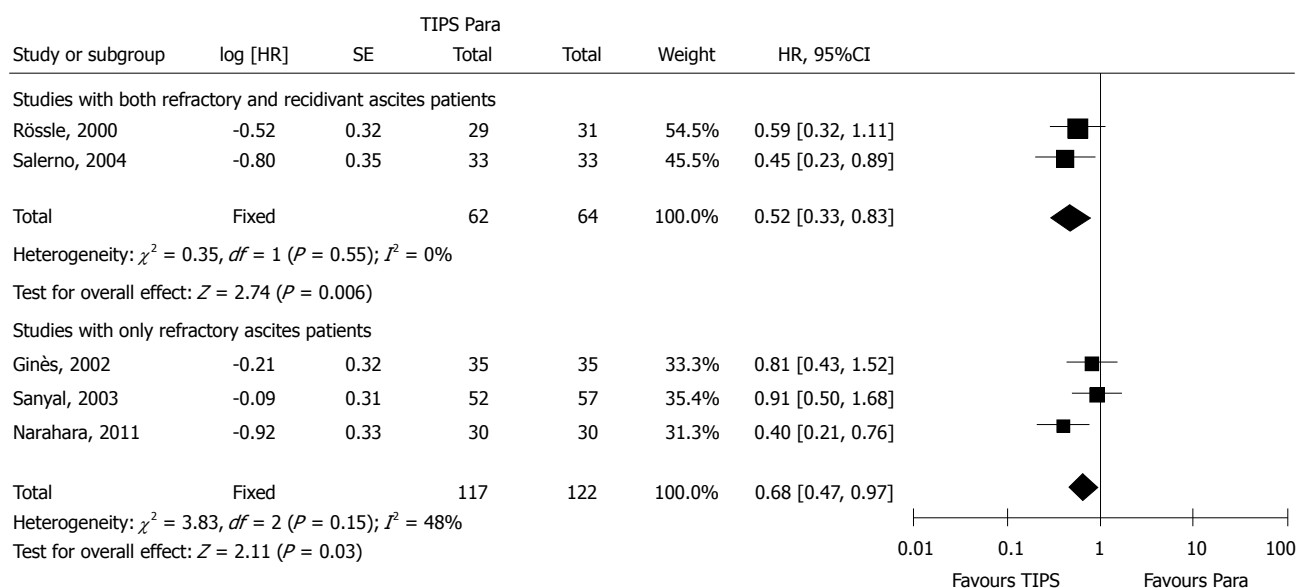 TIPS Para
Study or subgroup log [HR] SE Total Total Weight HR, 95%CI
Studies with both refractory and recidivant ascites patients
Rössle, 2000 -0.52 0.32 29 31 54.5% 0.59 [0.32, 1.11]
Salerno, 2004 -0.80 0.35 33 33 45.5% 0.45 [0.23, 0.89]
Total Fixed 62 64 100.0% 0.52 [0.33, 0.83]
Heterogeneity: χ² = 0.35, df = 1 (P = 0.55); I² = 0%
Test for overall effect: Z = 2.74 (P = 0.006)
Studies with only refractory ascites patients
Ginès, 2002 -0.21 0.32 35 35 33.3% 0.81 [0.43, 1.52]
Sanyal, 2003 -0.09 0.31 52 57 35.4% 0.91 [0.50, 1.68]
Narahara, 2011 -0.92 0.33 30 30 31.3% 0.40 [0.21, 0.76]
Total Fixed 117 122 100.0% 0.68 [0.47, 0.97]
Heterogeneity: χ² = 3.83, df = 2 (P = 0.15); I² = 48%
Test for overall effect: Z = 2.11 (P = 0.03)
0.01 0.1 1 10 100
Favours TIPS Favours Para